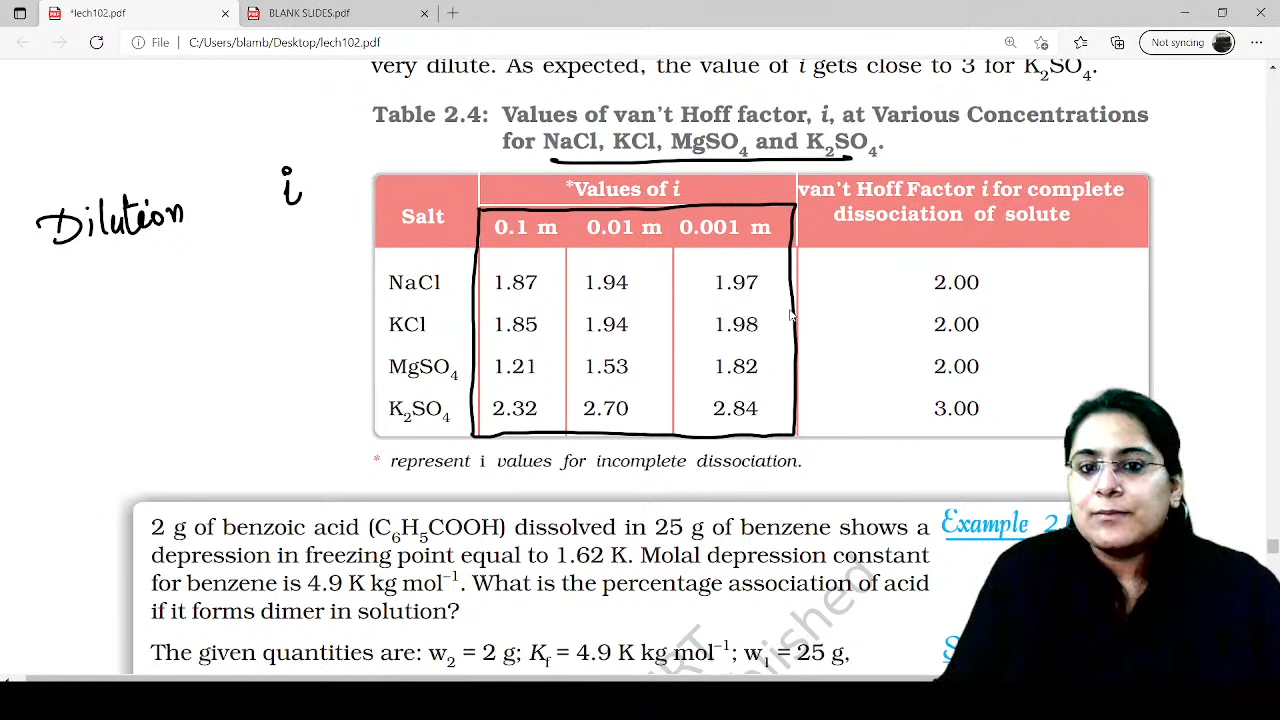 *lech102.pdf
BLANK SLIDES.pdf
File C:/Users/blamb/Desktop/lech102.pdf Not syncing
very dilute. As expected, the value of i gets close to 3 for K₂SO₄.
Table 2.4: Values of van't Hoff factor, i, at Various Concentrations
for NaCl, KCl, MgSO₄ and K₂SO₄.
Dilution
i
Salt *Values of i van't Hoff Factor i for complete
dissociation of solute
0.1 m 0.01 m 0.001 m
NaCl 1.87 1.94 1.97 2.00
KCl 1.85 1.94 1.98 2.00
MgSO₄ 1.21 1.53 1.82 2.00
K₂SO₄ 2.32 2.70 2.84 3.00
* represent i values for incomplete dissociation.
2 g of benzoic acid (C₆H₅COOH) dissolved in 25 g of benzene shows a
depression in freezing point equal to 1.62 K. Molal depression constant
for benzene is 4.9 K kg mol⁻¹. What is the percentage association of acid
if it forms dimer in solution?
Example 2.
The given quantities are: w₂ = 2 g; K_f = 4.9 K kg mol⁻¹; w₁ = 25 g,